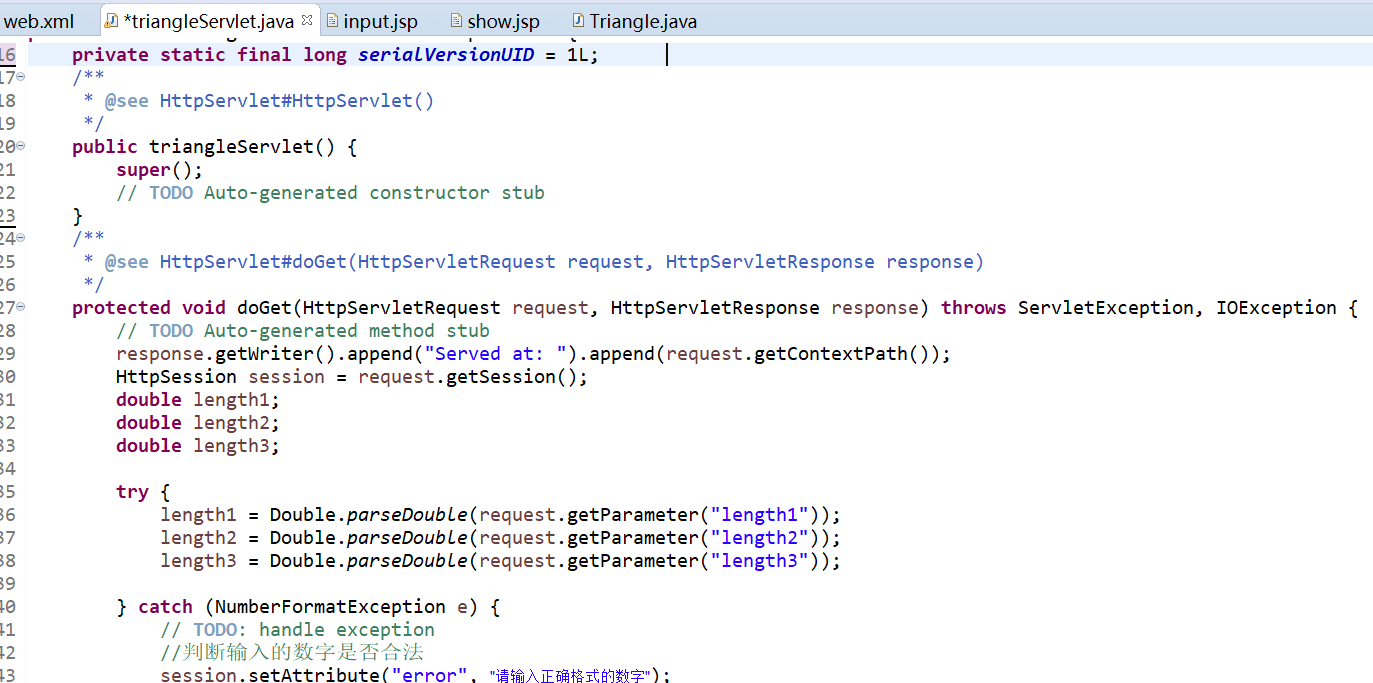 web.xml *triangleServlet.java input.jsp show.jsp Triangle.java
16 private static final long serialVersionUID = 1L;
17 /**
18 * @see HttpServlet#HttpServlet()
19 */
20 public triangleServlet() {
21 super();
22 // TODO Auto-generated constructor stub
23 }
24 /**
25 * @see HttpServlet#doGet(HttpServletRequest request, HttpServletResponse response)
26 */
27 protected void doGet(HttpServletRequest request, HttpServletResponse response) throws ServletException, IOException {
28 // TODO Auto-generated method stub
29 response.getWriter().append("Served at: ").append(request.getContextPath());
30 HttpSession session = request.getSession();
31 double length1;
32 double length2;
33 double length3;
34
35 try {
36 length1 = Double.parseDouble(request.getParameter("length1"));
37 length2 = Double.parseDouble(request.getParameter("length2"));
38 length3 = Double.parseDouble(request.getParameter("length3"));
39
40 } catch (NumberFormatException e) {
41 // TODO: handle exception
42 //判断输入的数字是否合法
43 session.setAttribute("error", "请输入正确格式的数字");